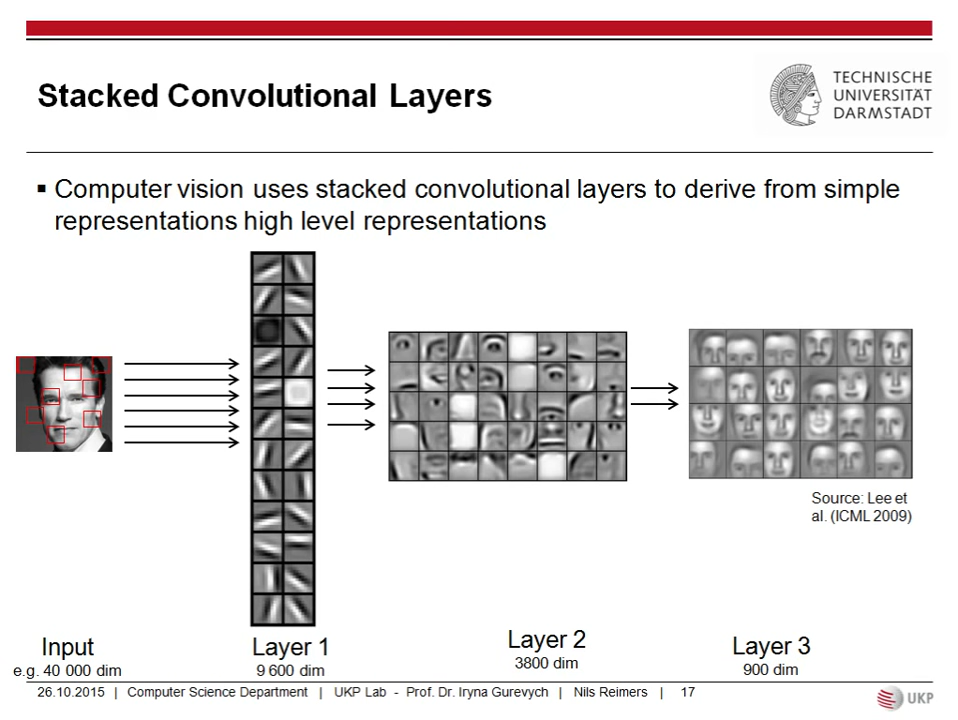 Stacked Convolutional Layers
TECHNISCHE
UNIVERSITÄT
DARMSTADT
▪ Computer vision uses stacked convolutional layers to derive from simple
representations high level representations
Source: Lee et
al. (ICML 2009)
Input
e.g. 40 000 dim
Layer 1
9 600 dim
Layer 2
3800 dim
Layer 3
900 dim
26.10.2015 | Computer Science Department | UKP Lab - Prof. Dr. Iryna Gurevych | Nils Reimers | 17
UKP